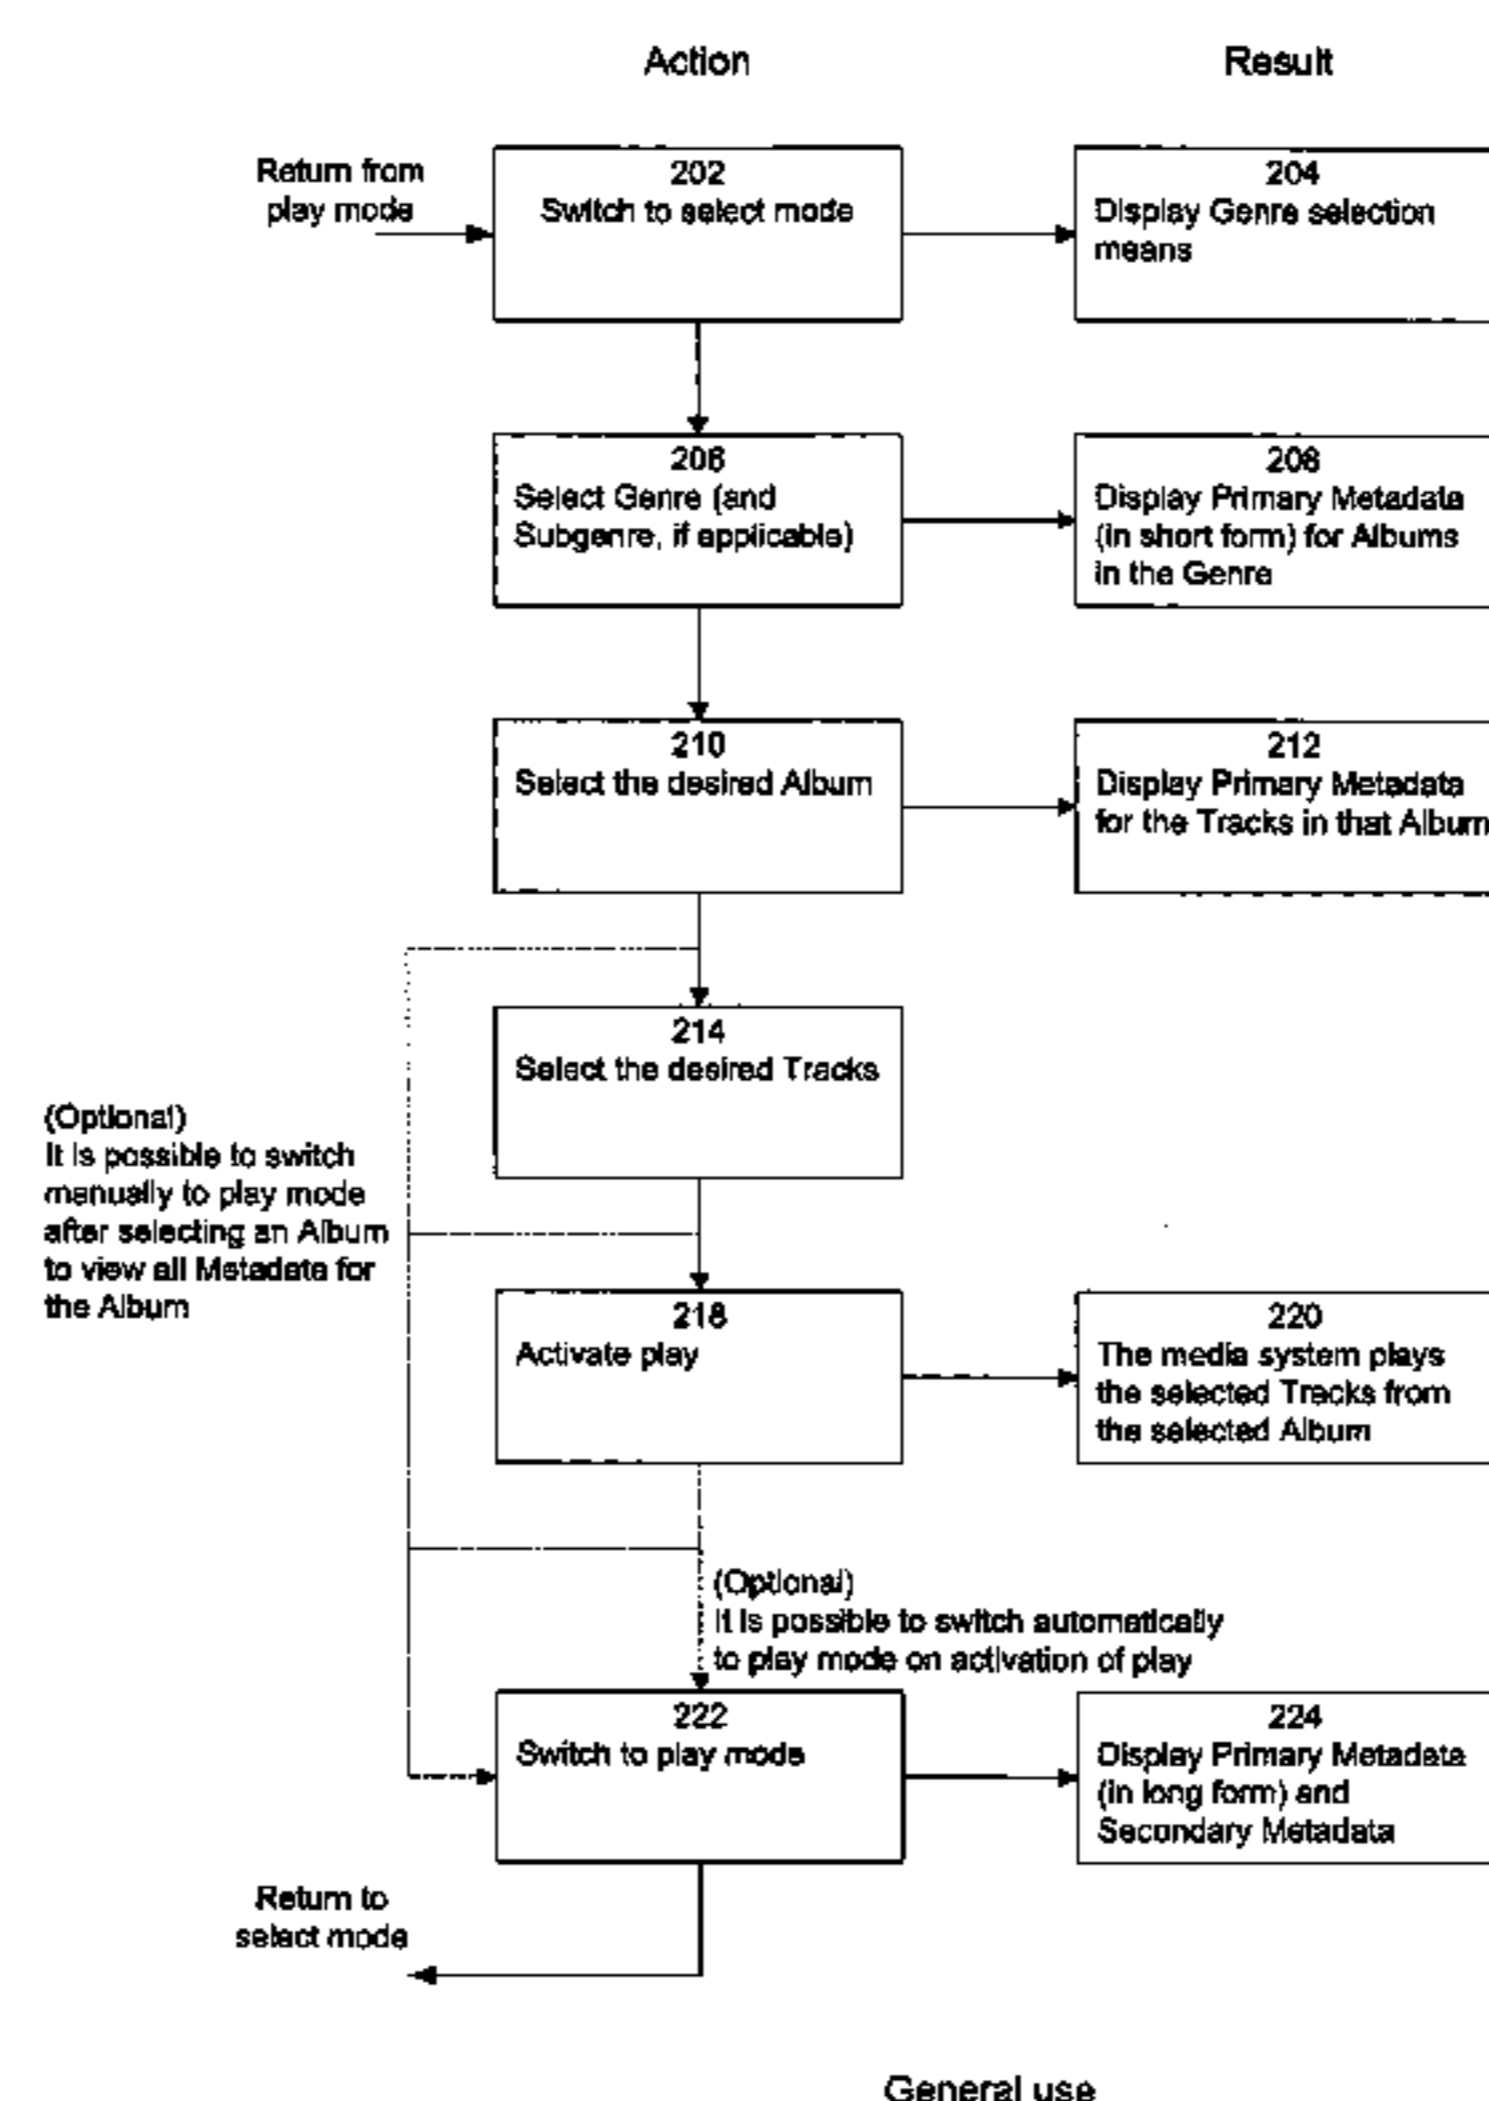 Action
Result
Return from
play mode
202
Switch to select mode
204
Display Genre selection
means
206
Select Genre (and
Subgenre, if applicable)
208
Display Primary Metadata
(in short form) for Albums
in the Genre
210
Select the desired Album
212
Display Primary Metadata
for the Tracks in that Album
214
Select the desired Tracks
(Optional)
It is possible to switch
manually to play mode
after selecting an Album
to view all Metadata for
the Album
218
Activate play
220
The media system plays
the selected Tracks from
the selected Album
(Optional)
It is possible to switch automatically
to play mode on activation of play
222
Switch to play mode
224
Display Primary Metadata
(in long form) and
Secondary Metadata
Return to
select mode
General use